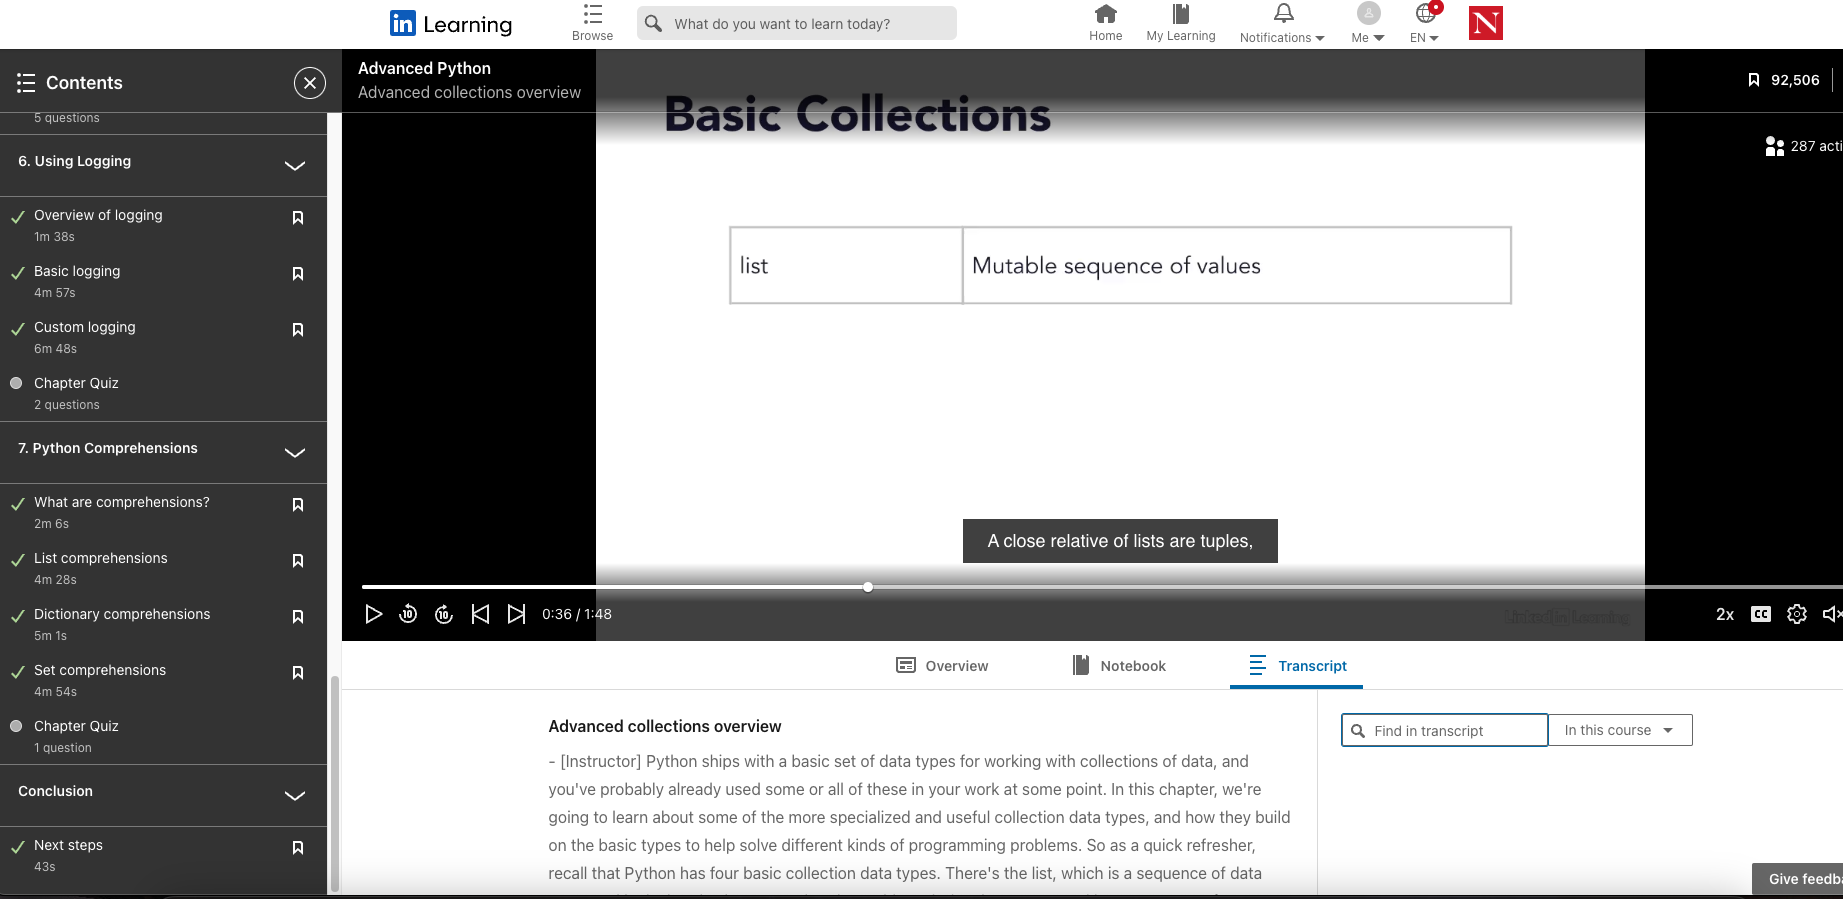 in Learning
Browse
What do you want to learn today?
Home
My Learning
Notifications
Me
EN
N
Contents
5 questions
6. Using Logging
Overview of logging
1m 38s
Basic logging
4m 57s
Custom logging
6m 48s
Chapter Quiz
2 questions
7. Python Comprehensions
What are comprehensions?
2m 6s
List comprehensions
4m 28s
Dictionary comprehensions
5m 1s
Set comprehensions
4m 54s
Chapter Quiz
1 question
Conclusion
Next steps
43s
Advanced Python
Advanced collections overview
92,506
287 acti
Basic Collections
list
Mutable sequence of values
A close relative of lists are tuples,
10
10
0:36 / 1:48
Linked in Learning
2x
CC
Overview
Notebook
Transcript
Advanced collections overview
- [Instructor] Python ships with a basic set of data types for working with collections of data, and
you've probably already used some or all of these in your work at some point. In this chapter, we're
going to learn about some of the more specialized and useful collection data types, and how they build
on the basic types to help solve different kinds of programming problems. So as a quick refresher,
recall that Python has four basic collection data types. There's the list, which is a sequence of data
Find in transcript
In this course
Give feedba